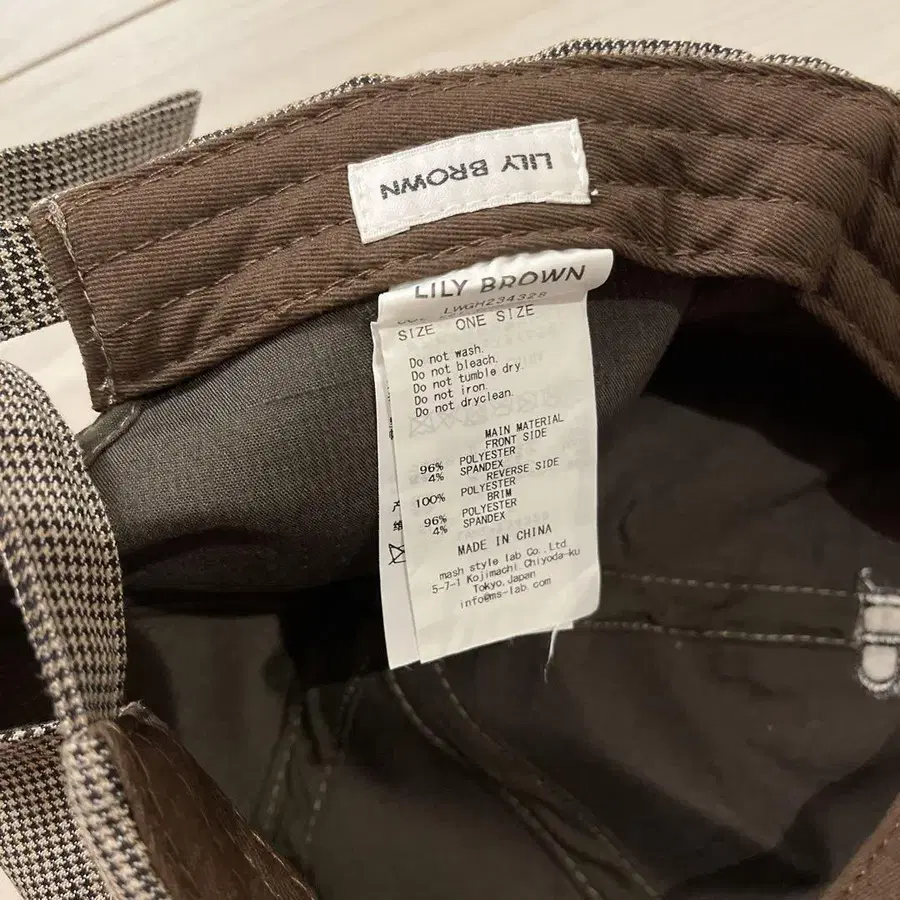 LILY BROWN
LILY BROWN
LWGH234328
SIZE ONE SIZE
Do not wash.
Do not bleach.
Do not tumble dry.
Do not iron.
Do not dryclean.
MAIN MATERIAL
FRONT SIDE
96% POLYESTER
4% SPANDEX
REVERSE SIDE
100% POLYESTER
BRIM
96% POLYESTER
4% SPANDEX
MADE IN CHINA
mash style lab Co.,Ltd.
5-7-1 Kojimachi Chiyoda-ku
Tokyo,Japan
info@ms-lab.com